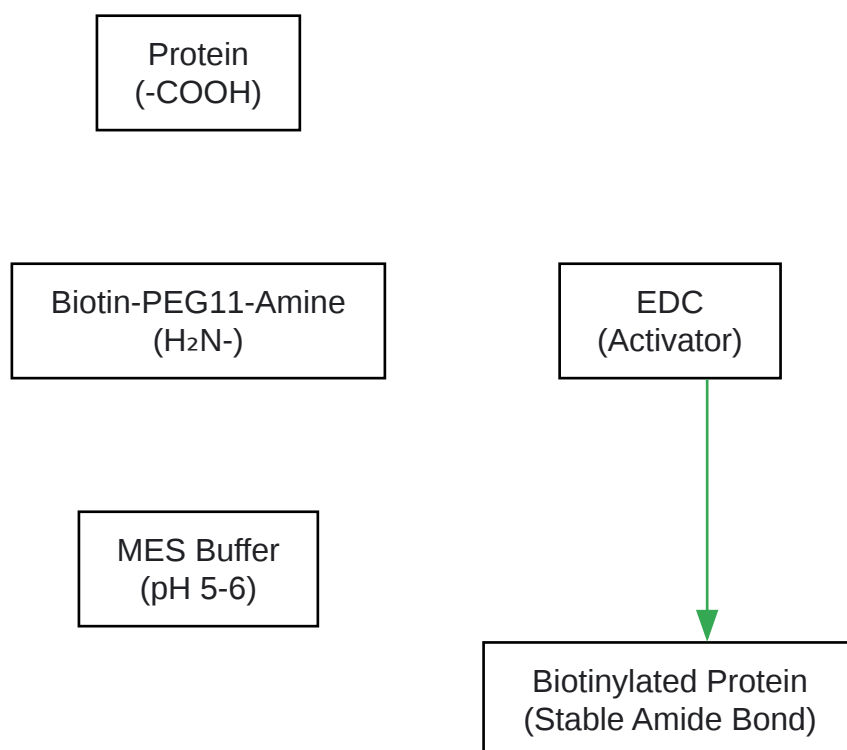 Protein
(-COOH)
Biotin-PEG11-Amine
(H₂N-)
EDC
(Activator)
MES Buffer
(pH 5-6)
Biotinylated Protein
(Stable Amide Bond)